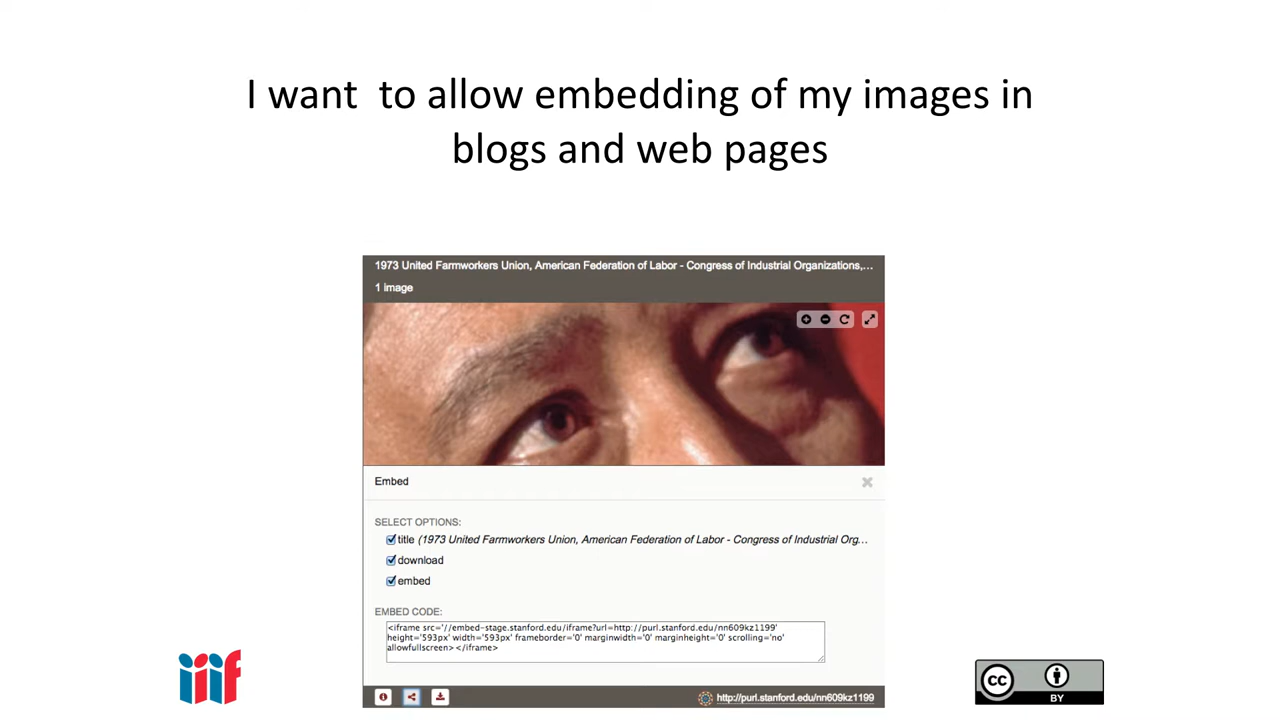 I want to allow embedding of my images in
blogs and web pages
1973 United Farmworkers Union, American Federation of Labor - Congress of Industrial Organizations,...
1 image
Embed
SELECT OPTIONS:
title (1973 United Farmworkers Union, American Federation of Labor - Congress of Industrial Org...
download
embed
EMBED CODE:
<iframe src='//embed-stage.stanford.edu/iframe?url=http://purl.stanford.edu/nn609kz1199'
height='593px' width='593px' frameborder='0' marginwidth='0' marginheight='0' scrolling='no'
allowfullscreen></iframe>
http://purl.stanford.edu/nn609kz1199
iiif
cc
BY